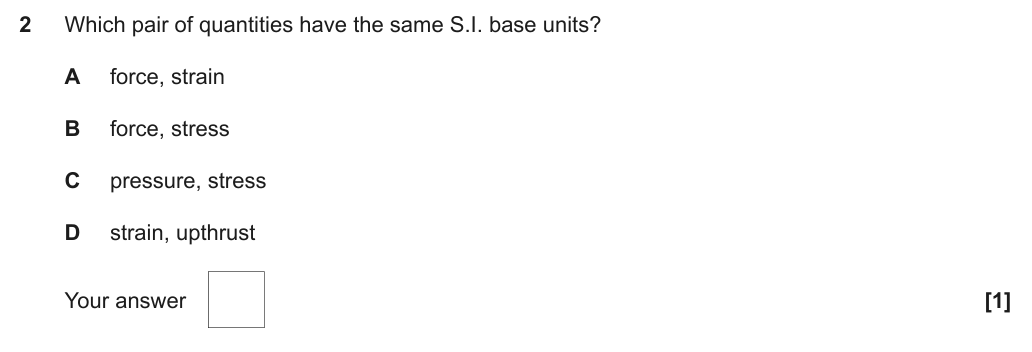 2 Which pair of quantities have the same S.I. base units?
A force, strain
B force, stress
C pressure, stress
D strain, upthrust
Your answer [1]